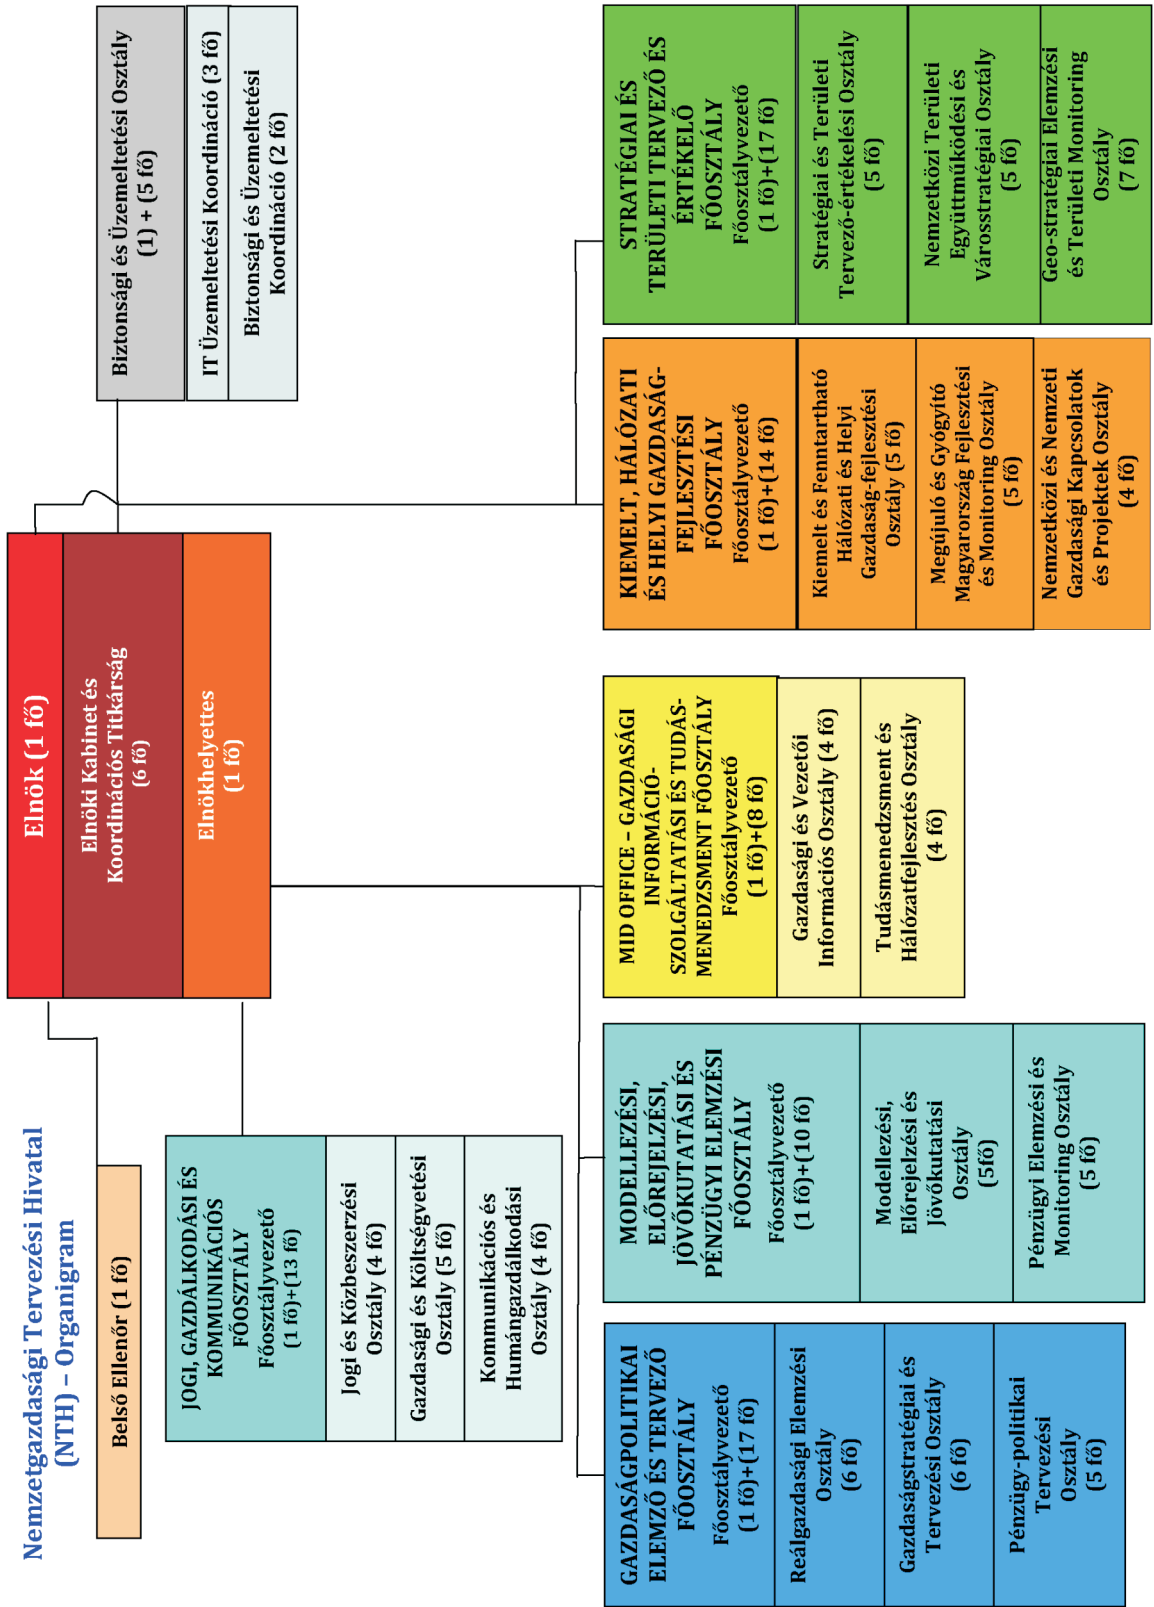 Nemzetgazdasági Tervezési Hivatal
(NTH) – Organigram
Elnök (1 fő)
Elnöki Kabinet és
Koordinációs Titkárság
(6 fő)
Elnökhelyettes
(1 fő)
Belső Ellenőr (1 fő)
Biztonsági és Üzemeltetési Osztály
(1) + (5 fő)
IT Üzemeltetési Koordináció (3 fő)
Biztonsági és Üzemeltetési
Koordináció (2 fő)
JOGI, GAZDÁLKODÁSI ÉS
KOMMUNIKÁCIÓS
FŐOSZTÁLY
Főosztályvezető
(1 fő)+(13 fő)
Jogi és Közbeszerzési
Osztály (4 fő)
Gazdasági és Költségvetési
Osztály (5 fő)
Kommunikációs és
Humángazdálkodási
Osztály (4 fő)
GAZDASÁGPOLITIKAI
ELEMZŐ ÉS TERVEZŐ
FŐOSZTÁLY
Főosztályvezető
(1 fő)+(17 fő)
Reálgazdasági Elemzési
Osztály
(6 fő)
Gazdaságstratégiai és
Tervezési Osztály
(6 fő)
Pénzügy-politikai
Tervezési
Osztály
(5 fő)
MODELLEZÉSI,
ELŐREJELZÉSI,
JÖVŐKUTATÁSI ÉS
PÉNZÜGYI ELEMZÉSI
FŐOSZTÁLY
Főosztályvezető
(1 fő)+(10 fő)
Modellezési,
Előrejelzési és
Jövőkutatási
Osztály
(5fő)
Pénzügyi Elemzési és
Monitoring Osztály
(5 fő)
MID OFFICE – GAZDASÁGI
INFORMÁCIÓ-
SZOLGÁLTATÁSI ÉS TUDÁS-
MENEDZSMENT FŐOSZTÁLY
Főosztályvezető
(1 fő)+(8 fő)
Gazdasági és Vezetői
Információs Osztály (4 fő)
Tudásmenedzsment és
Hálózatfejlesztés Osztály
(4 fő)
KIEMELT, HÁLÓZATI
ÉS HELYI GAZDASÁG-
FEJLESZTÉSI
FŐOSZTÁLY
Főosztályvezető
(1 fő)+(14 fő)
Kiemelt és Fenntartható
Hálózati és Helyi
Gazdaság-fejlesztési
Osztály (5 fő)
Megújuló és Gyógyító
Magyarország Fejlesztési
és Monitoring Osztály
(5 fő)
Nemzetközi és Nemzeti
Gazdasági Kapcsolatok
és Projektek Osztály
(4 fő)
STRATÉGIAI ÉS
TERÜLETI TERVEZŐ ÉS
ÉRTÉKELŐ
FŐOSZTÁLY
Főosztályvezető
(1 fő)+(17 fő)
Stratégiai és Területi
Tervező-értékelési Osztály
(5 fő)
Nemzetközi Területi
Együttműködési és
Városstratégiai Osztály
(5 fő)
Geo-stratégiai Elemzési
és Területi Monitoring
Osztály
(7 fő)